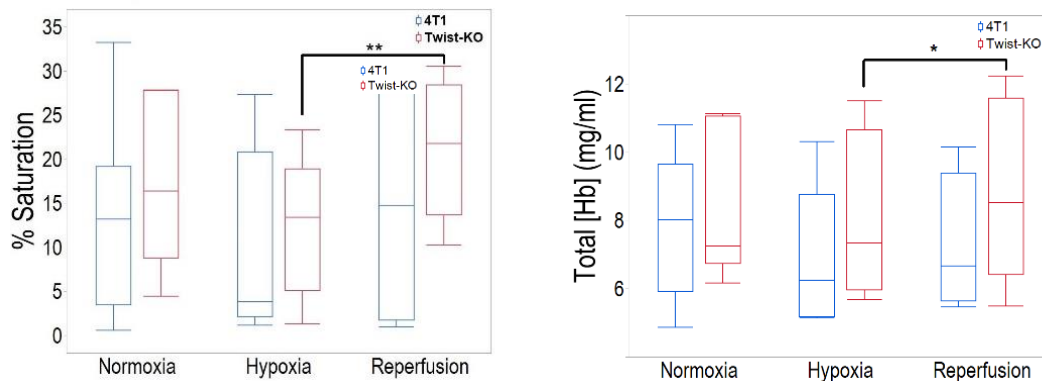 % Saturation
35
30
25
20
15
10
5
0
4T1
Twist-KO
**
4T1
Twist-KO
Normoxia Hypoxia Reperfusion
Total [Hb] (mg/ml)
12
10
8
6
4T1
Twist-KO
*
Normoxia Hypoxia Reperfusion